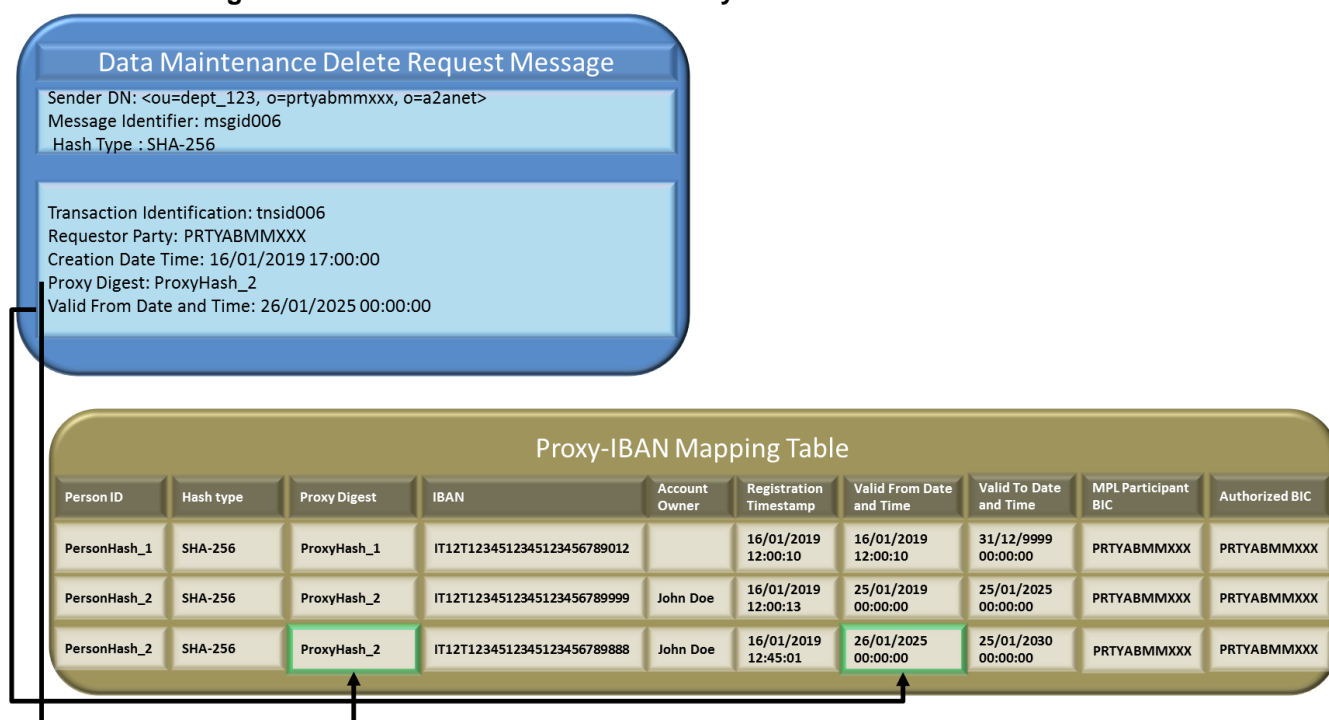 Data Maintenance Delete Request Message
Sender DN: <ou=dept_123, o=prtyabmmxxx, o=a2anet>
Message Identifier: msgid006
Hash Type : SHA-256
Transaction Identification: tnsid006
Requestor Party: PRTYABMMXXX
Creation Date Time: 16/01/2019 17:00:00
Proxy Digest: ProxyHash_2
Valid From Date and Time: 26/01/2025 00:00:00
Proxy-IBAN Mapping Table
Person ID Hash type Proxy Digest IBAN Account Owner Registration Timestamp Valid From Date and Time Valid To Date and Time MPL Participant BIC Authorized BIC
PersonHash_1 SHA-256 ProxyHash_1 IT12T1234512345123456789012 16/01/2019 12:00:10 16/01/2019 12:00:10 31/12/9999 00:00:00 PRTYABMMXXX PRTYABMMXXX
PersonHash_2 SHA-256 ProxyHash_2 IT12T1234512345123456789999 John Doe 16/01/2019 12:00:13 25/01/2019 00:00:00 25/01/2025 00:00:00 PRTYABMMXXX PRTYABMMXXX
PersonHash_2 SHA-256 ProxyHash_2 IT12T1234512345123456789888 John Doe 16/01/2019 12:45:01 26/01/2025 00:00:00 25/01/2030 00:00:00 PRTYABMMXXX PRTYABMMXXX